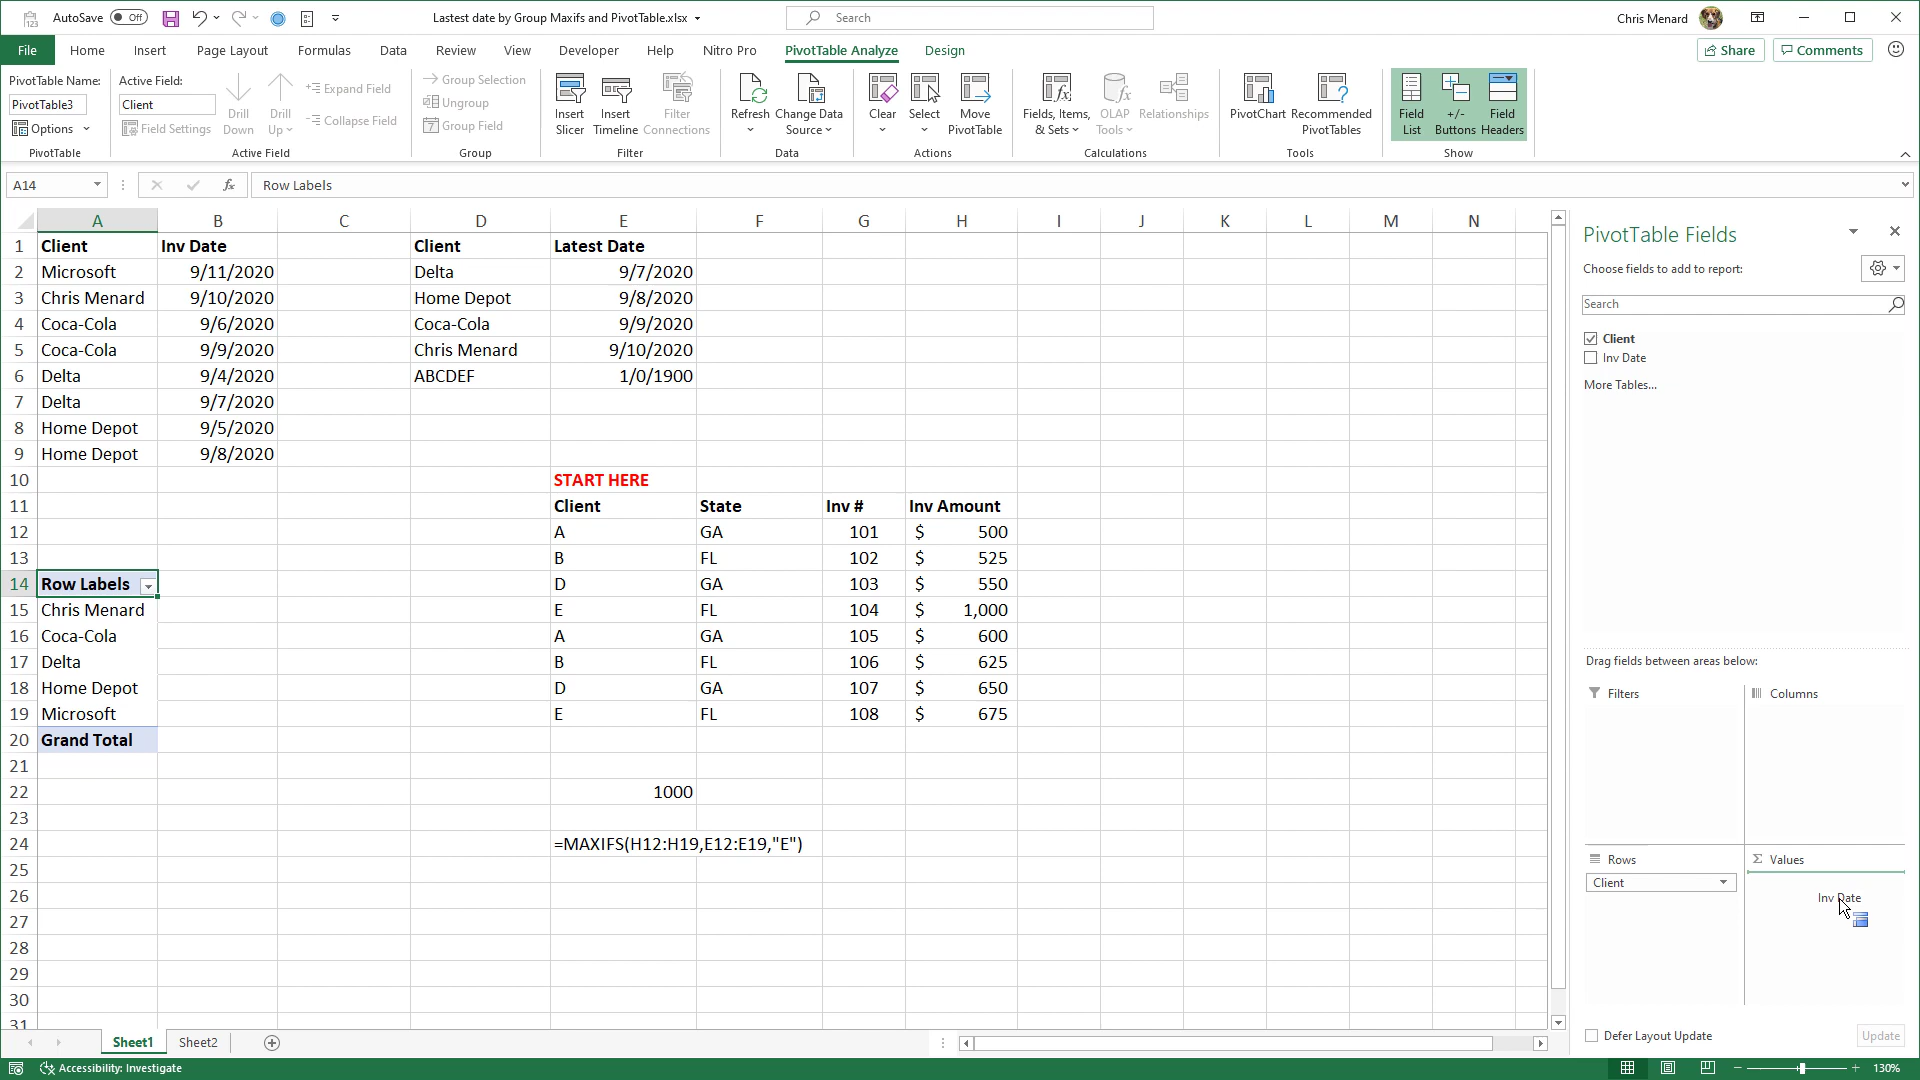 AutoSave Off Lastest date by Group Maxifs and PivotTable.xlsx Search Chris Menard
File Home Insert Page Layout Formulas Data Review View Developer Help Nitro Pro PivotTable Analyze Design Share Comments
PivotTable Name:
PivotTable3
Options
PivotTable
Active Field:
Client
Field Settings
Drill Down
Drill Up
Expand Field
Collapse Field
Active Field
Group Selection
Ungroup
Group Field
Group
Insert Slicer
Insert Timeline
Filter Connections
Filter
Refresh
Change Data Source
Data
Clear
Select
Move PivotTable
Actions
Fields, Items, & Sets
OLAP Tools
Relationships
Calculations
PivotChart
Recommended PivotTables
Tools
Field List
+/- Buttons
Field Headers
Show
A14 fx Row Labels
A B C D E F G H I J K L M N
1 Client Inv Date Client Latest Date
2 Microsoft 9/11/2020 Delta 9/7/2020
3 Chris Menard 9/10/2020 Home Depot 9/8/2020
4 Coca-Cola 9/6/2020 Coca-Cola 9/9/2020
5 Coca-Cola 9/9/2020 Chris Menard 9/10/2020
6 Delta 9/4/2020 ABCDEF 1/0/1900
7 Delta 9/7/2020
8 Home Depot 9/5/2020
9 Home Depot 9/8/2020
10 START HERE
11 Client State Inv # Inv Amount
12 A GA 101 $ 500
13 B FL 102 $ 525
14 Row Labels D GA 103 $ 550
15 Chris Menard E FL 104 $ 1,000
16 Coca-Cola A GA 105 $ 600
17 Delta B FL 106 $ 625
18 Home Depot D GA 107 $ 650
19 Microsoft E FL 108 $ 675
20 Grand Total
21
22 1000
23
24 =MAXIFS(H12:H19,E12:E19,"E")
25
26
27
28
29
30
31
PivotTable Fields
Choose fields to add to report:
Search
Client
Inv Date
More Tables...
Drag fields between areas below:
Filters
Columns
Rows
Client
Σ Values
Inv Date
Defer Layout Update Update
Sheet1 Sheet2
Accessibility: Investigate 130%